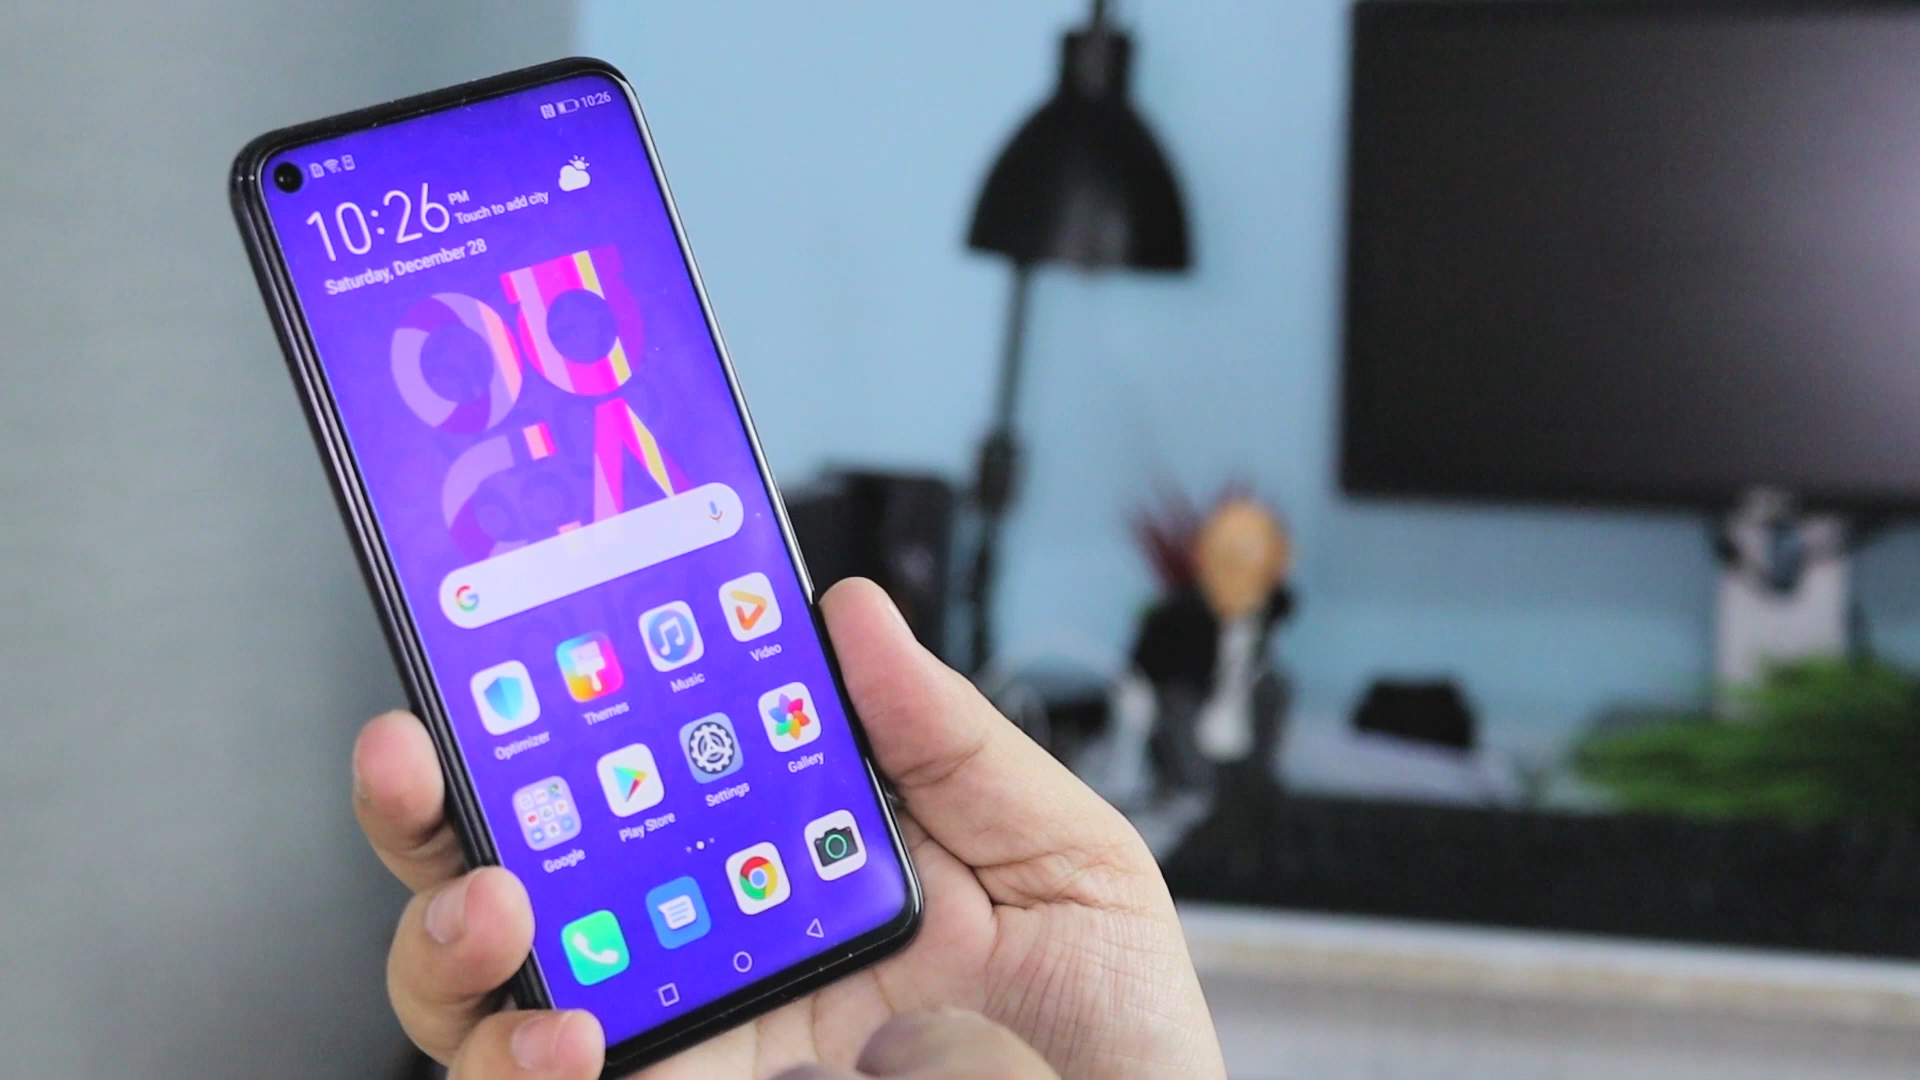 10:26
10:26 PM
Touch to add city
Saturday, December 28
Optimizer
Themes
Music
Video
Google
Play Store
Settings
Gallery